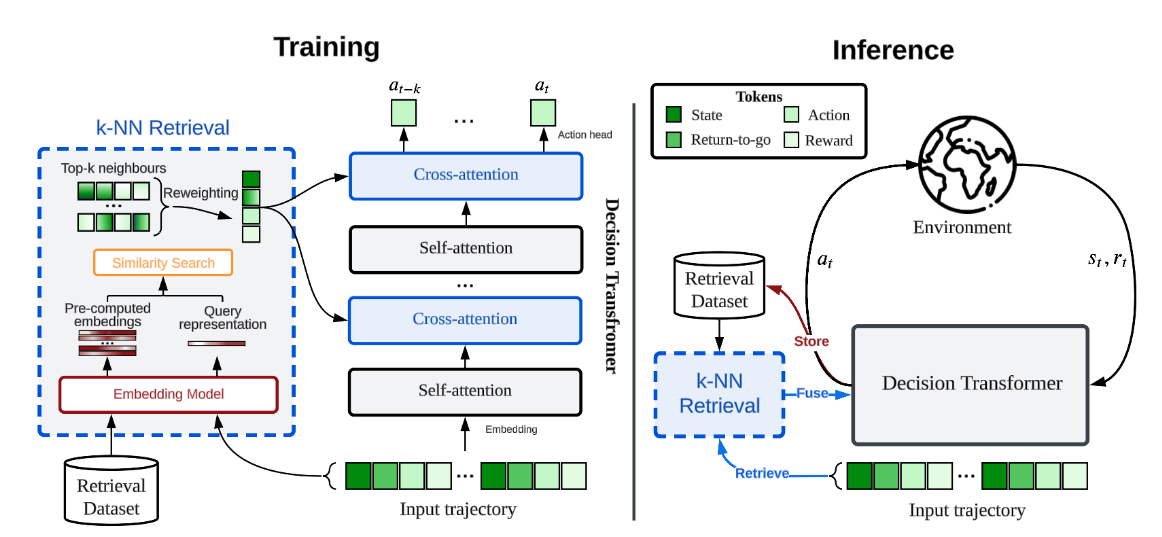 Training
k-NN Retrieval
Top-k neighbours
...
Reweighting
Similarity Search
Pre-computed
embedings
...
Query
representation
Embedding Model
Retrieval
Dataset
a_{t-k}
...
a_t
Action head
Cross-attention
Self-attention
...
Cross-attention
Self-attention
Embedding
...
Input trajectory
Decision Transfromer
Inference
Tokens
State
Action
Return-to-go
Reward
Environment
a_t
s_t, r_t
Retrieval
Dataset
Store
k-NN
Retrieval
Fuse
Decision Transformer
Retrieve
...
Input trajectory